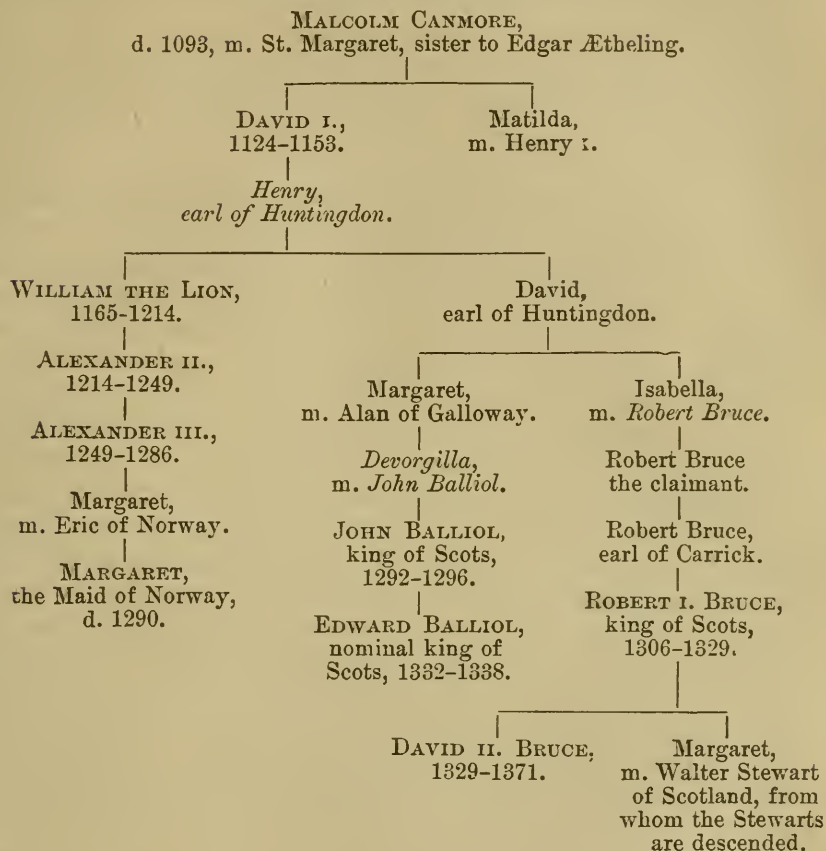 MALCOLM CANMORE,
d. 1093, m. St. Margaret, sister to Edgar Ætheling.
DAVID I.,
1124-1153.
Matilda,
m. Henry I.
Henry,
earl of Huntingdon.
WILLIAM THE LION,
1165-1214.
ALEXANDER II.,
1214-1249.
ALEXANDER III.,
1249-1286.
Margaret,
m. Eric of Norway.
MARGARET,
the Maid of Norway,
d. 1290.
David,
earl of Huntingdon.
Margaret,
m. Alan of Galloway.
Devorgilla,
m. John Balliol.
JOHN BALLIOL,
king of Scots,
1292-1296.
EDWARD BALLIOL,
nominal king of
Scots, 1332-1338.
Isabella,
m. Robert Bruce.
Robert Bruce
the claimant.
Robert Bruce,
earl of Carrick.
ROBERT I. BRUCE,
king of Scots,
1306-1329.
DAVID II. BRUCE,
1329-1371.
Margaret,
m. Walter Stewart
of Scotland, from
whom the Stewarts
are descended.